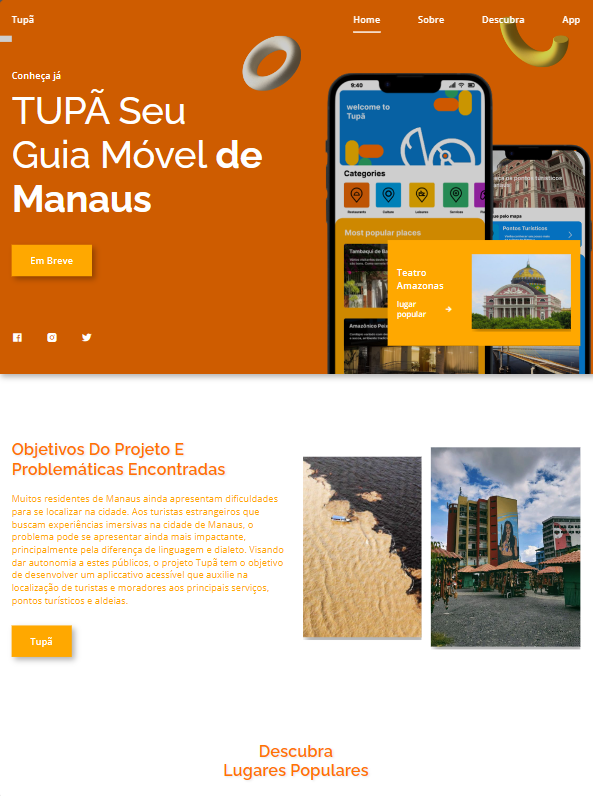 Tupã
Home Sobre Descubra App
Conheça já
TUPÃ Seu
Guia Móvel de
Manaus
Em Breve
9:40
welcome to
Tupã
Categories
Restaurante Cultura Lazeres Serviços
Most popular places
Tambaqui de Ba
Amazônico Peix
Pontos Turísticos
Teatro
Amazonas
lugar
popular
Objetivos Do Projeto E
Problemáticas Encontradas
Muitos residentes de Manaus ainda apresentam dificuldades
para se localizar na cidade. Aos turistas estrangeiros que
buscam experiências imersivas na cidade de Manaus, o
problema pode se apresentar ainda mais impactante,
principalmente pela diferença de linguagem e dialeto. Visando
dar autonomia a estes públicos, o projeto Tupã tem o objetivo
de desenvolver um aplicativo acessível que auxilie na
localização de turistas e moradores aos principais serviços,
pontos turísticos e aldeias.
Tupã
Descubra
Lugares Populares